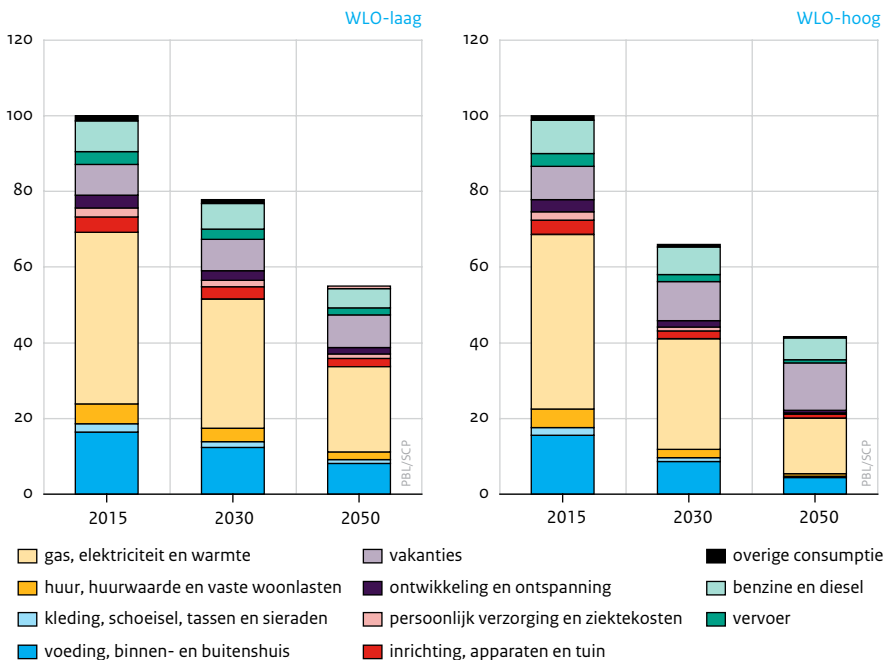 WLO-laag
120
100
80
60
40
20
0
2015 2030 2050
PBL/SCP
WLO-hoog
120
100
80
60
40
20
0
2015 2030 2050
PBL/SCP
gas, elektriciteit en warmte
huur, huurwaarde en vaste woonlasten
kleding, schoeisel, tassen en sieraden
voeding, binnen- en buitenshuis
vakanties
ontwikkeling en ontspanning
persoonlijk verzorging en ziektekosten
inrichting, apparaten en tuin
overige consumptie
benzine en diesel
vervoer